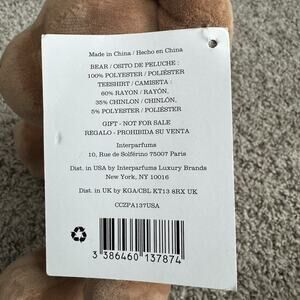 Made in China / Hecho en China
BEAR / OSITO DE PELUCHE :
100% POLYESTER / POLIÉSTER
TEESHIRT / CAMISETA :
60% RAYON / RAYÓN,
35% CHINLON / CHINLÓN,
5% POLYESTER / POLIÉSTER
GIFT - NOT FOR SALE
REGALO - PROHIBIDA SU VENTA
Interparfums
10, Rue de Solférino 75007 Paris
Dist. in USA by Interparfums Luxury Brands
New York, NY 10016
Dist. in UK by KGA/CBL KT13 8RX UK
CCZPA137USA
3 386460 137874